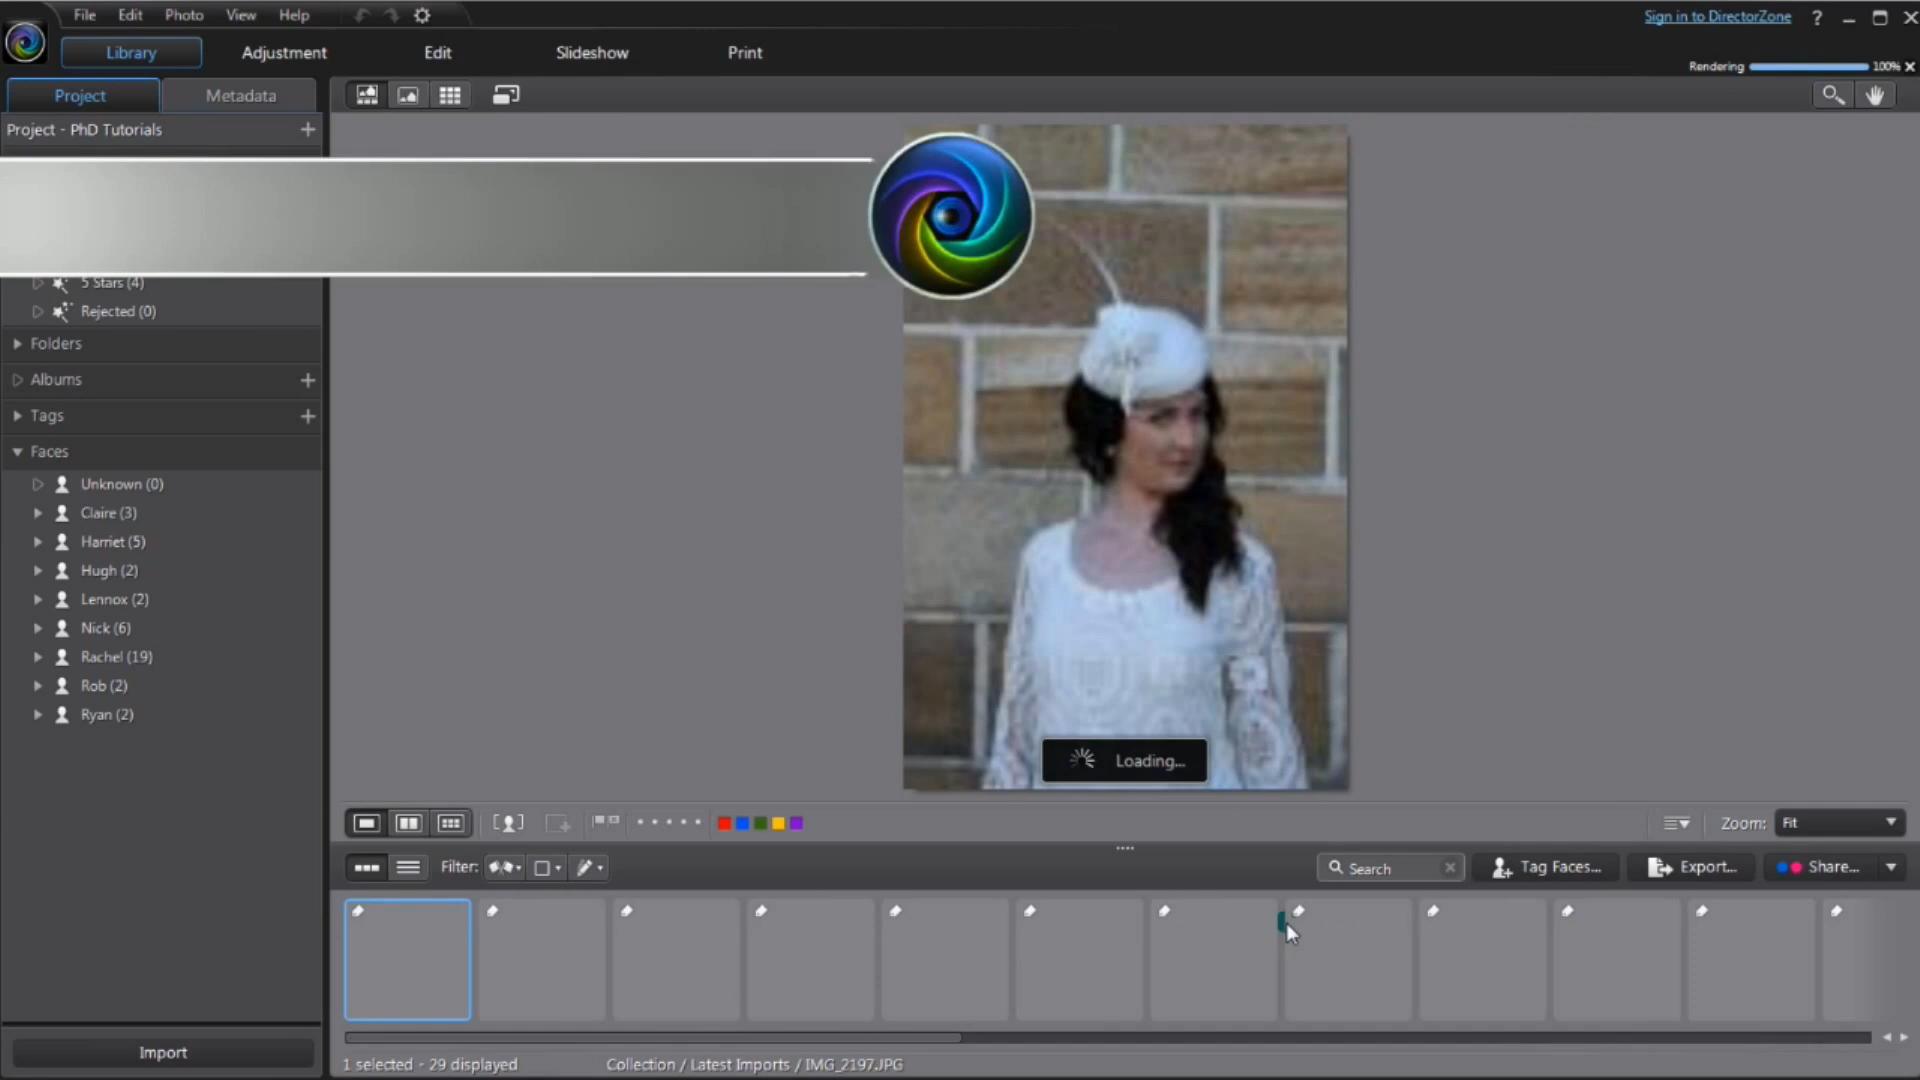 File Edit Photo View Help
Sign in to DirectorZone ?
Library Adjustment Edit Slideshow Print
Rendering 100%
Project Metadata
Project - PhD Tutorials
5 Stars (4)
Rejected (0)
Folders
Albums
Tags
Faces
Unknown (0)
Claire (3)
Harriet (5)
Hugh (2)
Lennox (2)
Nick (6)
Rachel (19)
Rob (2)
Ryan (2)
Loading...
Zoom: Fit
Filter: Search Tag Faces... Export... Share...
Import
1 selected - 29 displayed Collection / Latest Imports / IMG_2197.JPG